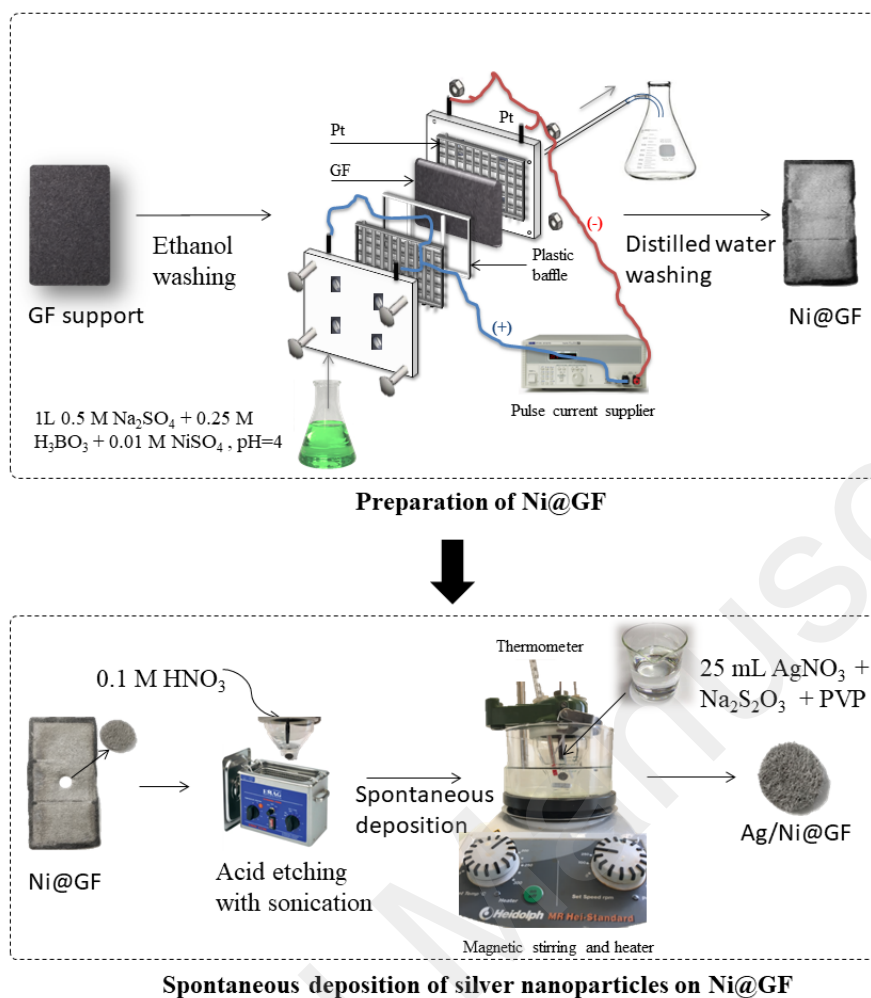 Pt
Pt
GF
(-)
Ethanol
washing
Plastic
baffle
Distilled water
washing
GF support
(+)
Ni@GF
Pulse current supplier
1L 0.5 M Na₂SO₄ + 0.25 M
H₃BO₃ + 0.01 M NiSO₄ , pH=4
Preparation of Ni@GF
Thermometer
0.1 M HNO₃
25 mL AgNO₃ +
Na₂S₂O₃ + PVP
EMAG
Spontaneous
deposition
Ag/Ni@GF
Ni@GF
Acid etching
with sonication
Heidolph MR Hei-Standard
Magnetic stirring and heater
Spontaneous deposition of silver nanoparticles on Ni@GF